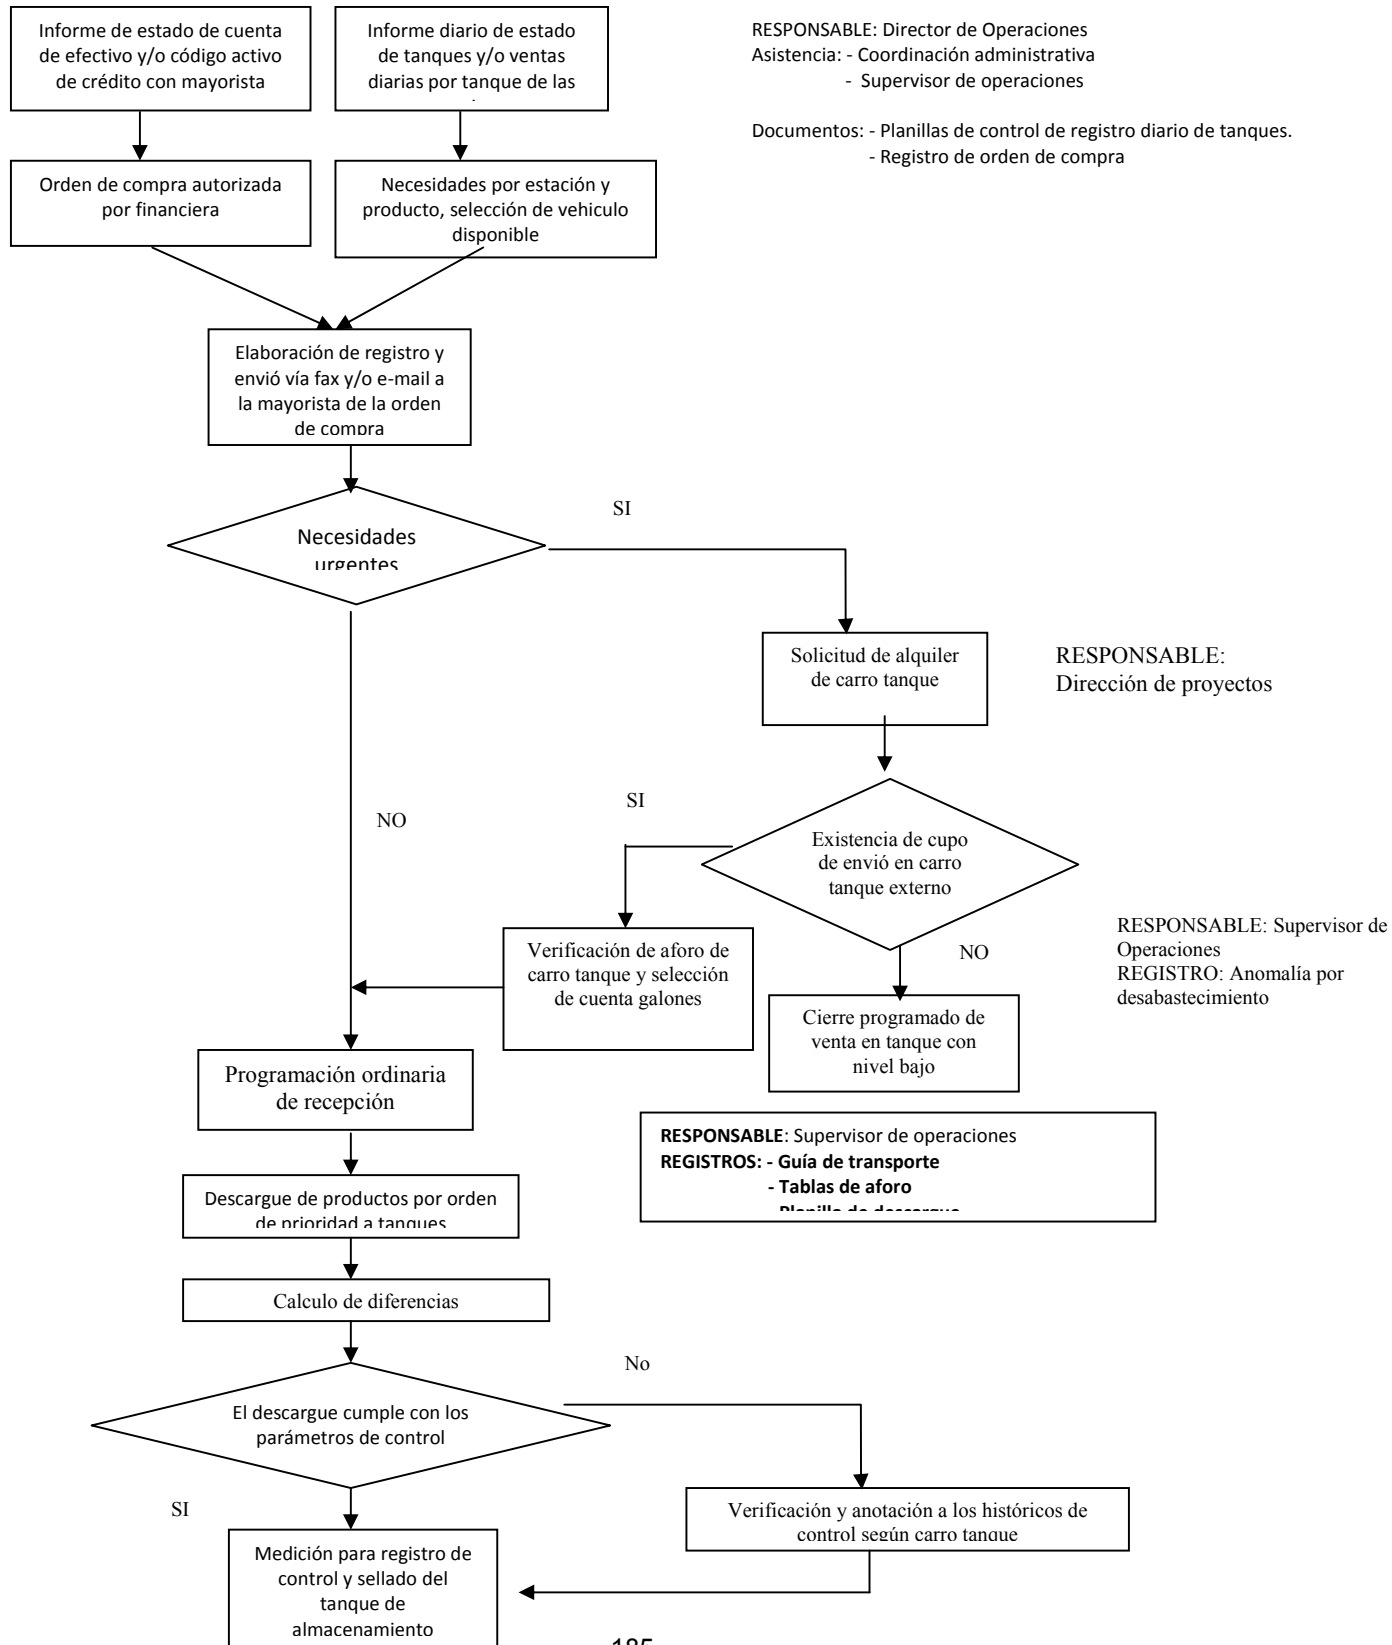 Informe de estado de cuenta
de efectivo y/o código activo
de crédito con mayorista
Informe diario de estado
de tanques y/o ventas
diarias por tanque de las
RESPONSABLE: Director de Operaciones
Asistencia: - Coordinación administrativa
- Supervisor de operaciones
Documentos: - Planillas de control de registro diario de tanques.
- Registro de orden de compra
Orden de compra autorizada
por financiera
Necesidades por estación y
producto, selección de vehiculo
disponible
Elaboración de registro y
envió vía fax y/o e-mail a
la mayorista de la orden
de compra
Necesidades
urgentes
SI
Solicitud de alquiler
de carro tanque
RESPONSABLE:
Dirección de proyectos
SI
NO
Existencia de cupo
de envió en carro
tanque externo
RESPONSABLE: Supervisor de
Operaciones
REGISTRO: Anomalía por
desabastecimiento
Verificación de aforo de
carro tanque y selección
de cuenta galones
NO
Cierre programado de
venta en tanque con
nivel bajo
Programación ordinaria
de recepción
RESPONSABLE: Supervisor de operaciones
REGISTROS: - Guía de transporte
- Tablas de aforo
- Planilla de descargue
Descargue de productos por orden
de prioridad a tanques
Calculo de diferencias
No
El descargue cumple con los
parámetros de control
SI
Verificación y anotación a los históricos de
control según carro tanque
Medición para registro de
control y sellado del
tanque de
almacenamiento
185